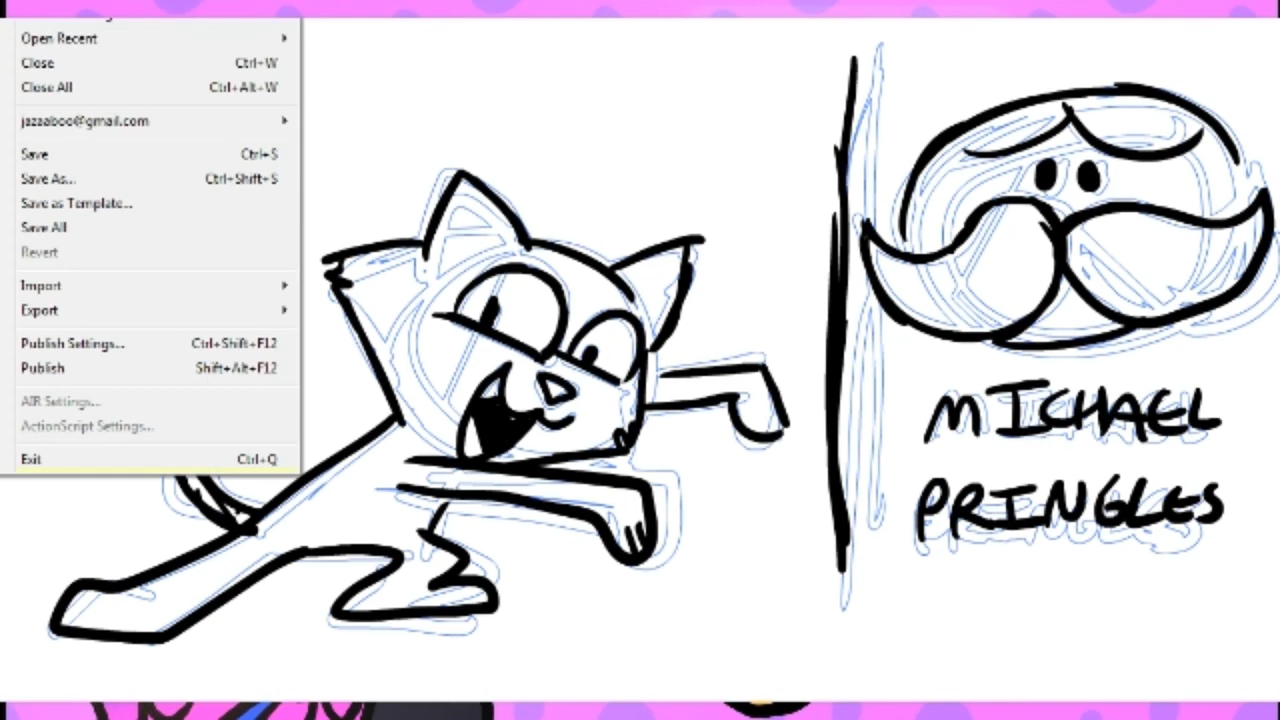 Open Recent
Close Ctrl+W
Close All Ctrl+Alt+W
jazaaboo@gmail.com
Save Ctrl+S
Save As... Ctrl+Shift+S
Save as Template...
Save All
Revert
Import
Export
Publish Settings... Ctrl+Shift+F12
Publish Shift+Alt+F12
AIR Settings...
ActionScript Settings...
Exit Ctrl+Q
MICHAEL
PRINGLES